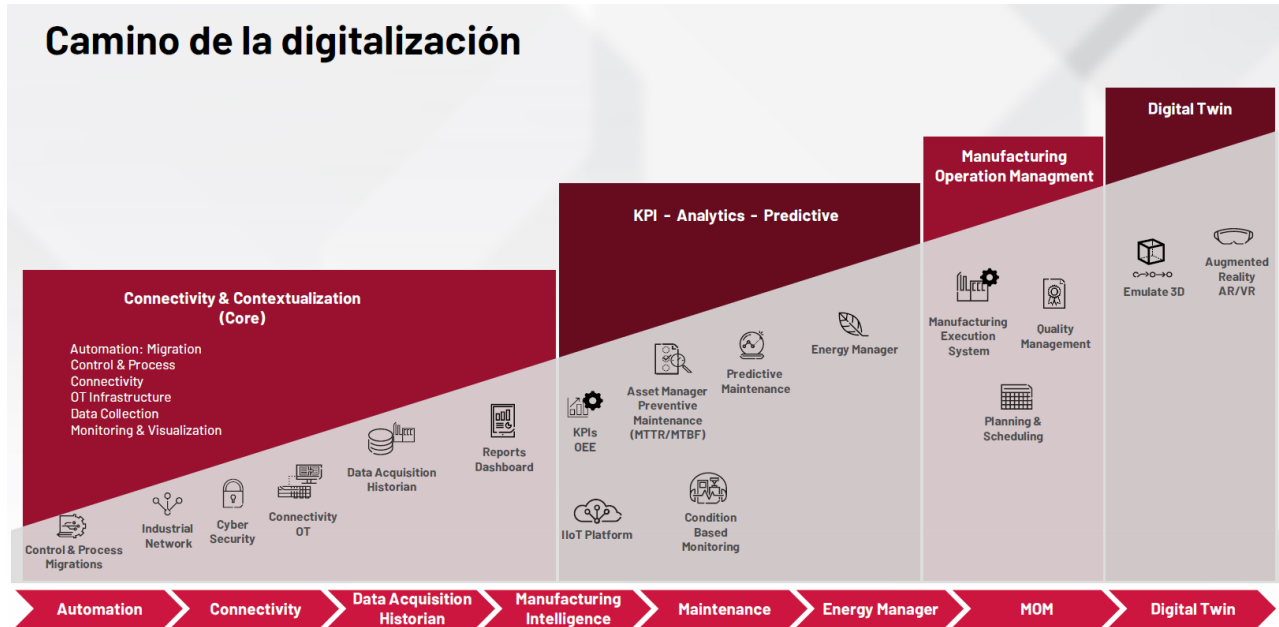 Camino de la digitalización
Digital Twin
Manufacturing
Operation Managment
KPI - Analytics - Predictive
Connectivity & Contextualization
(Core)
Automation: Migration
Control & Process
Connectivity
OT Infrastructure
Data Collection
Monitoring & Visualization
Control & Process
Migrations
Industrial
Network
Cyber
Security
Connectivity
OT
Data Acquisition
Historian
Reports
Dashboard
KPIs
OEE
Asset Manager
Preventive
Maintenance
(MTTR/MTBF)
Predictive
Maintenance
Energy Manager
IIoT Platform
Condition
Based
Monitoring
Manufacturing
Execution
System
Quality
Management
Planning &
Scheduling
Emulate 3D
Augmented
Reality
AR/VR
Automation
Connectivity
Data Acquisition
Historian
Manufacturing
Intelligence
Maintenance
Energy Manager
MOM
Digital Twin